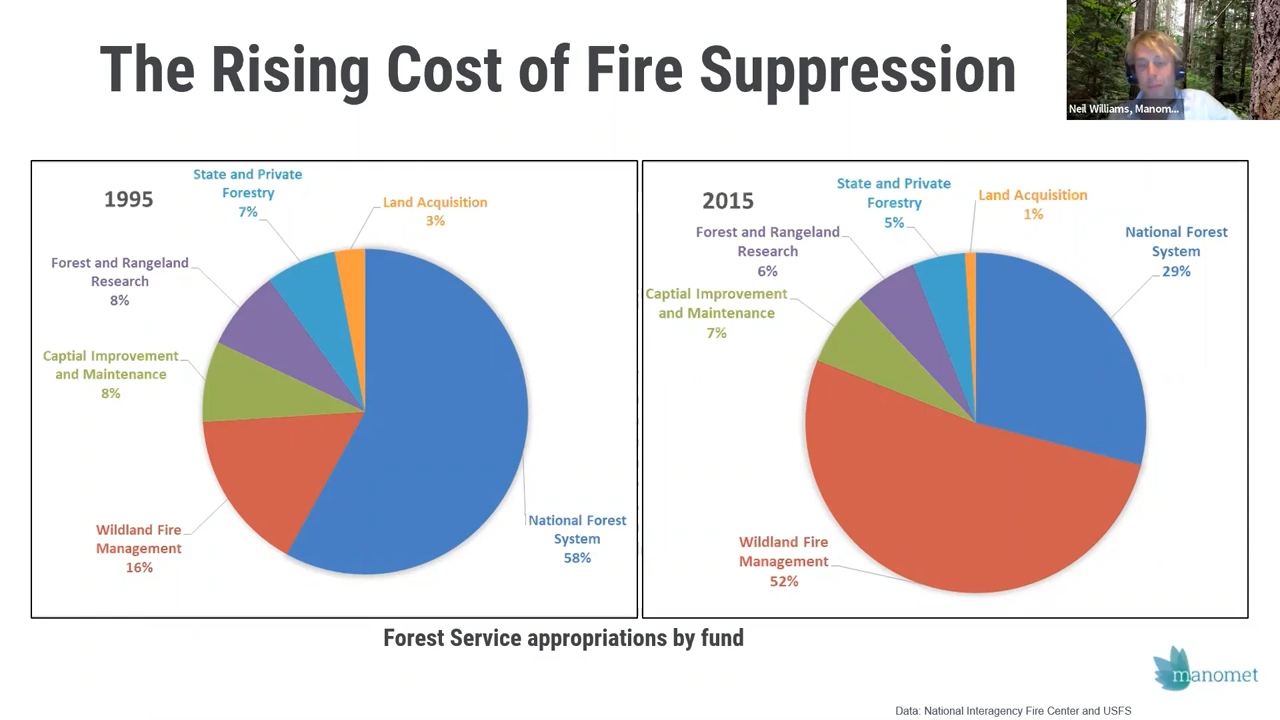 The Rising Cost of Fire Suppression
Neil Williams, Manom...
1995
State and Private
Forestry
7%
Land Acquisition
3%
Forest and Rangeland
Research
8%
Captial Improvement
and Maintenance
8%
Wildland Fire
Management
16%
National Forest
System
58%
2015
State and Private
Forestry
5%
Land Acquisition
1%
Forest and Rangeland
Research
6%
National Forest
System
29%
Captial Improvement
and Maintenance
7%
Wildland Fire
Management
52%
Forest Service appropriations by fund
manomet
Data: National Interagency Fire Center and USFS